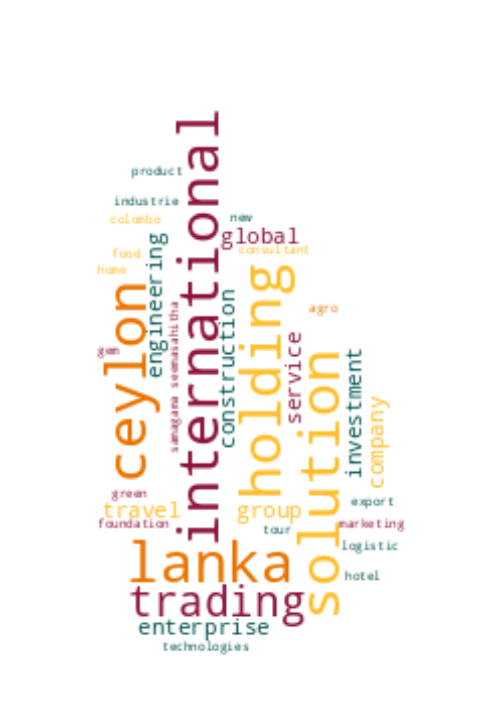 international
product
industrie
colombo
new
global
consultant
food
home
engineering
holding
ceylon
construction
samagana seemasahitha
agro
service
gem
investment
solution
company
green
travel
group
foundation
export
marketing
tour
lanka
logistic
hotel
trading
enterprise
technologies